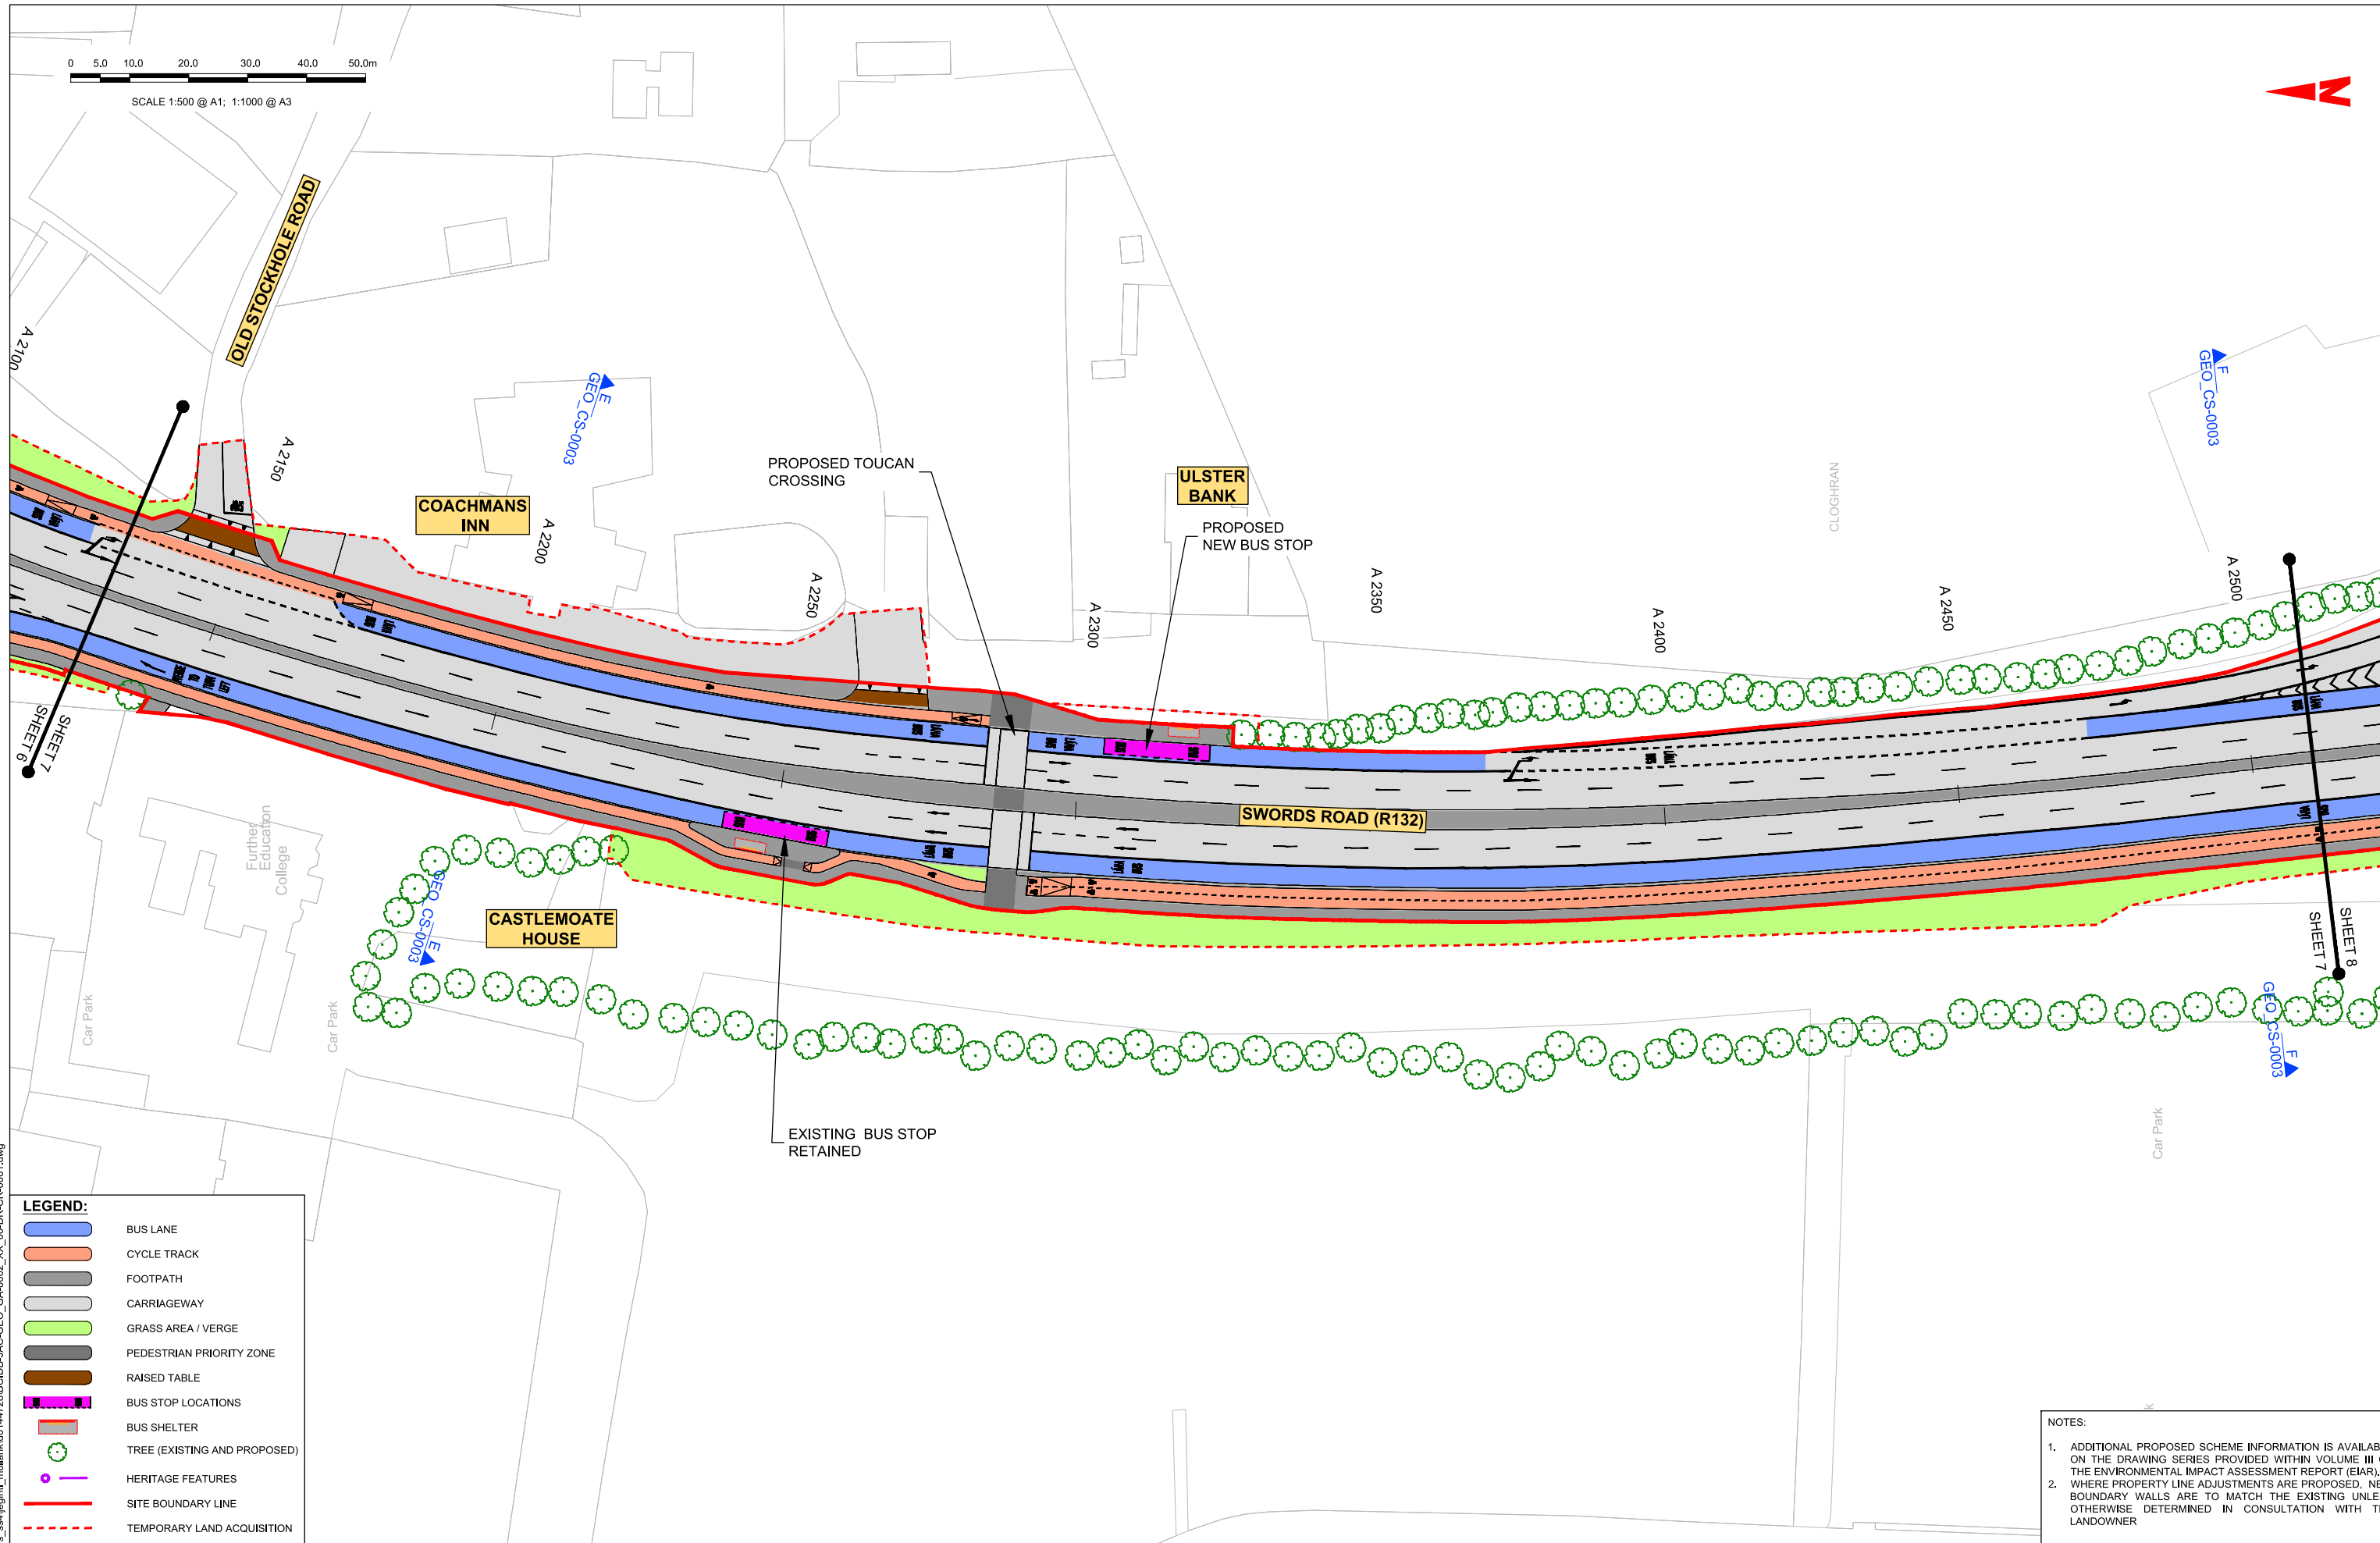 0 5.0 10.0 20.0 30.0 40.0 50.0m
SCALE 1:500 @ A1; 1:1000 @ A3
N
OLD STOCKHOLE ROAD
A 2100
A 2150
COACHMANS
INN
E
GEO_CS-0003
A 2200
PROPOSED TOUCAN
CROSSING
ULSTER
BANK
PROPOSED
NEW BUS STOP
A 2250
A 2300
A 2350
A 2400
CLOGHRAN
A 2450
F
GEO_CS-0003
A 2500
SHEET 6
SHEET 7
SWORDS ROAD (R132)
Further
Education
College
Car Park
Car Park
CASTLEMOATE
HOUSE
GEO_CS-0003
E
EXISTING BUS STOP
RETAINED
SHEET 7
SHEET 8
GEO_CS-0003
F
Car Park
LEGEND:
BUS LANE
CYCLE TRACK
FOOTPATH
CARRIAGEWAY
GRASS AREA / VERGE
PEDESTRIAN PRIORITY ZONE
RAISED TABLE
BUS STOP LOCATIONS
BUS SHELTER
TREE (EXISTING AND PROPOSED)
HERITAGE FEATURES
SITE BOUNDARY LINE
TEMPORARY LAND ACQUISITION
NOTES:
1. ADDITIONAL PROPOSED SCHEME INFORMATION IS
ON THE DRAWING SERIES PROVIDED WITHIN VOLUME III
THE ENVIRONMENTAL IMPACT ASSESSMENT REPORT (EIAR).
2. WHERE PROPERTY LINE ADJUSTMENTS ARE PROPOSED,
BOUNDARY WALLS ARE TO MATCH THE EXISTING
OTHERWISE DETERMINED IN CONSULTATION WITH
LANDOWNER